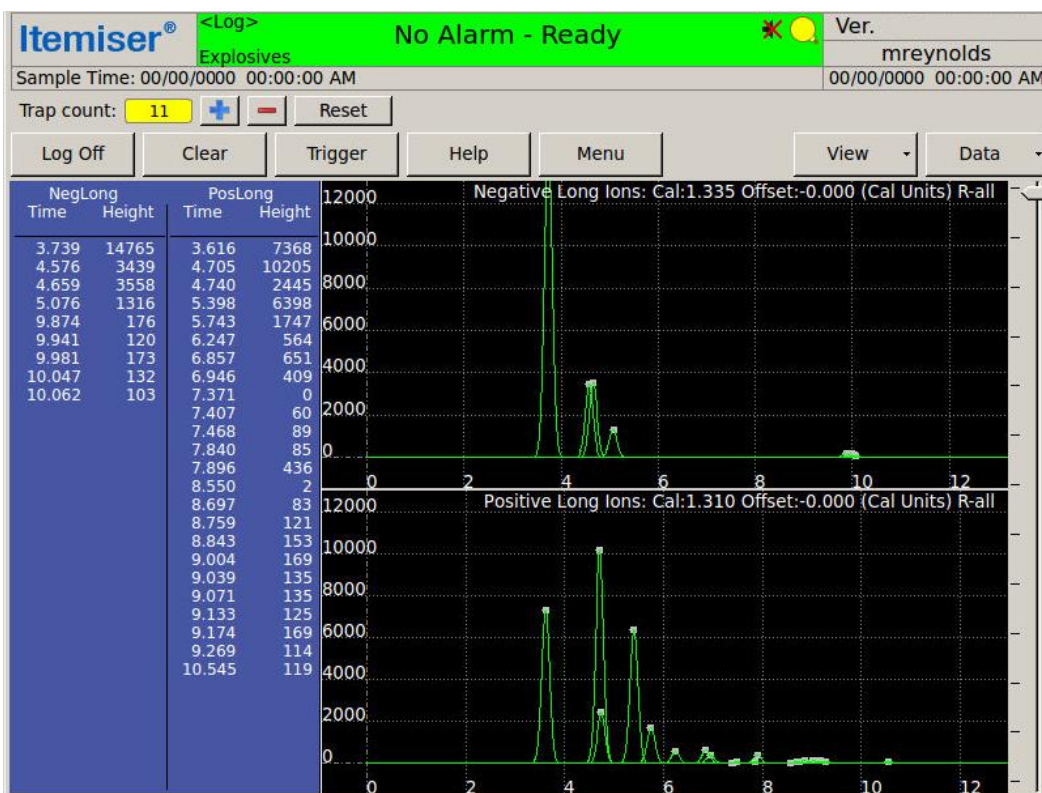 Itemiser®
<Log>
Explosives
No Alarm - Ready
Ver.
mreynolds
Sample Time: 00/00/0000 00:00:00 AM
00/00/0000 00:00:00 AM
Trap count: 11
Reset
Log Off Clear Trigger Help Menu View Data
NegLong PosLong
Time Height Time Height
3.739 14765 3.616 7368
4.576 3439 4.705 10205
4.659 3558 4.740 2445
5.076 1316 5.398 6398
9.874 176 5.743 1747
9.941 120 6.247 564
9.981 173 6.857 651
10.047 132 6.946 409
10.062 103 7.371 0
7.407 60
7.468 89
7.840 85
7.896 436
8.550 2
8.697 83
8.759 121
8.843 153
9.004 169
9.039 135
9.071 135
9.133 125
9.174 169
9.269 114
10.545 119
Negative Long Ions: Cal:1.335 Offset:-0.000 (Cal Units) R-all
12000
10000
8000
6000
4000
2000
0
0 2 4 6 8 10 12
Positive Long Ions: Cal:1.310 Offset:-0.000 (Cal Units) R-all
12000
10000
8000
6000
4000
2000
0
0 2 4 6 8 10 12